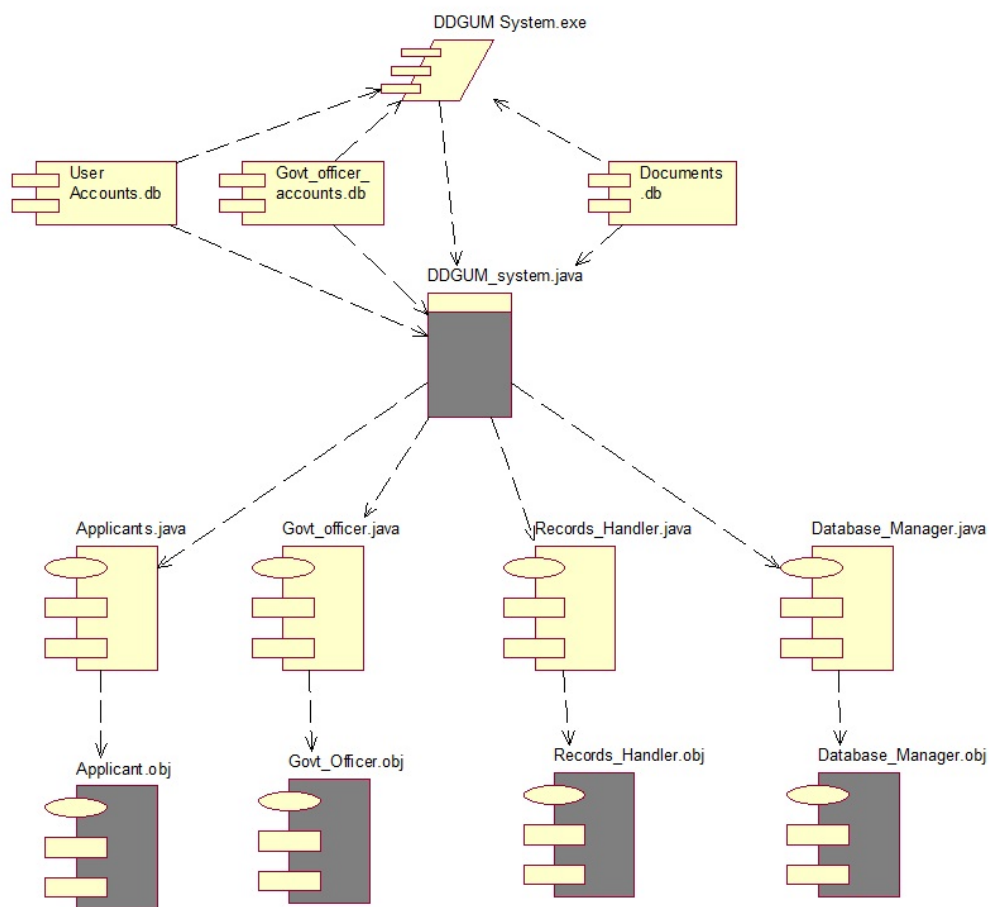 DDGUM System.exe
User
Accounts.db
Govt_officer_
accounts.db
Documents
.db
DDGUM_system.java
Applicants.java
Govt_officer.java
Records_Handler.java
Database_Manager.java
Applicant.obj
Govt_Officer.obj
Records_Handler.obj
Database_Manager.obj